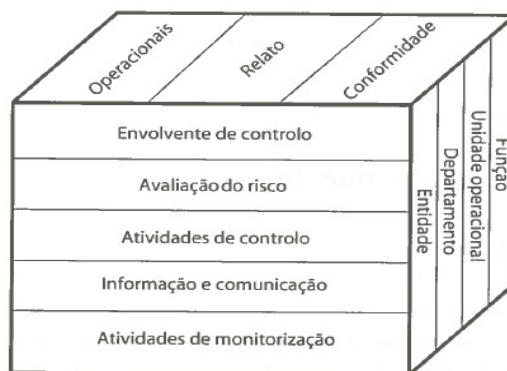 Operacionais
Relato
Conformidade
Envolvente de controlo
Avaliação do risco
Atividades de controlo
Informação e comunicação
Atividades de monitorização
Entidade
Departamento
Unidade operacional
Função